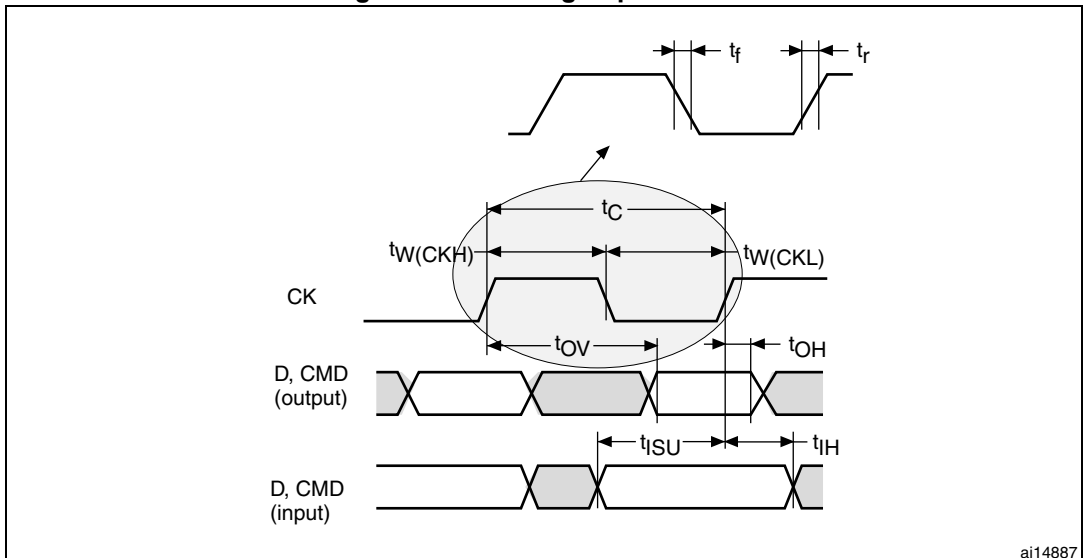 tf
tr
tC
tW(CKH)
tW(CKL)
CK
tOV
tOH
D, CMD
(output)
tISU
tIH
D, CMD
(input)
ai14887